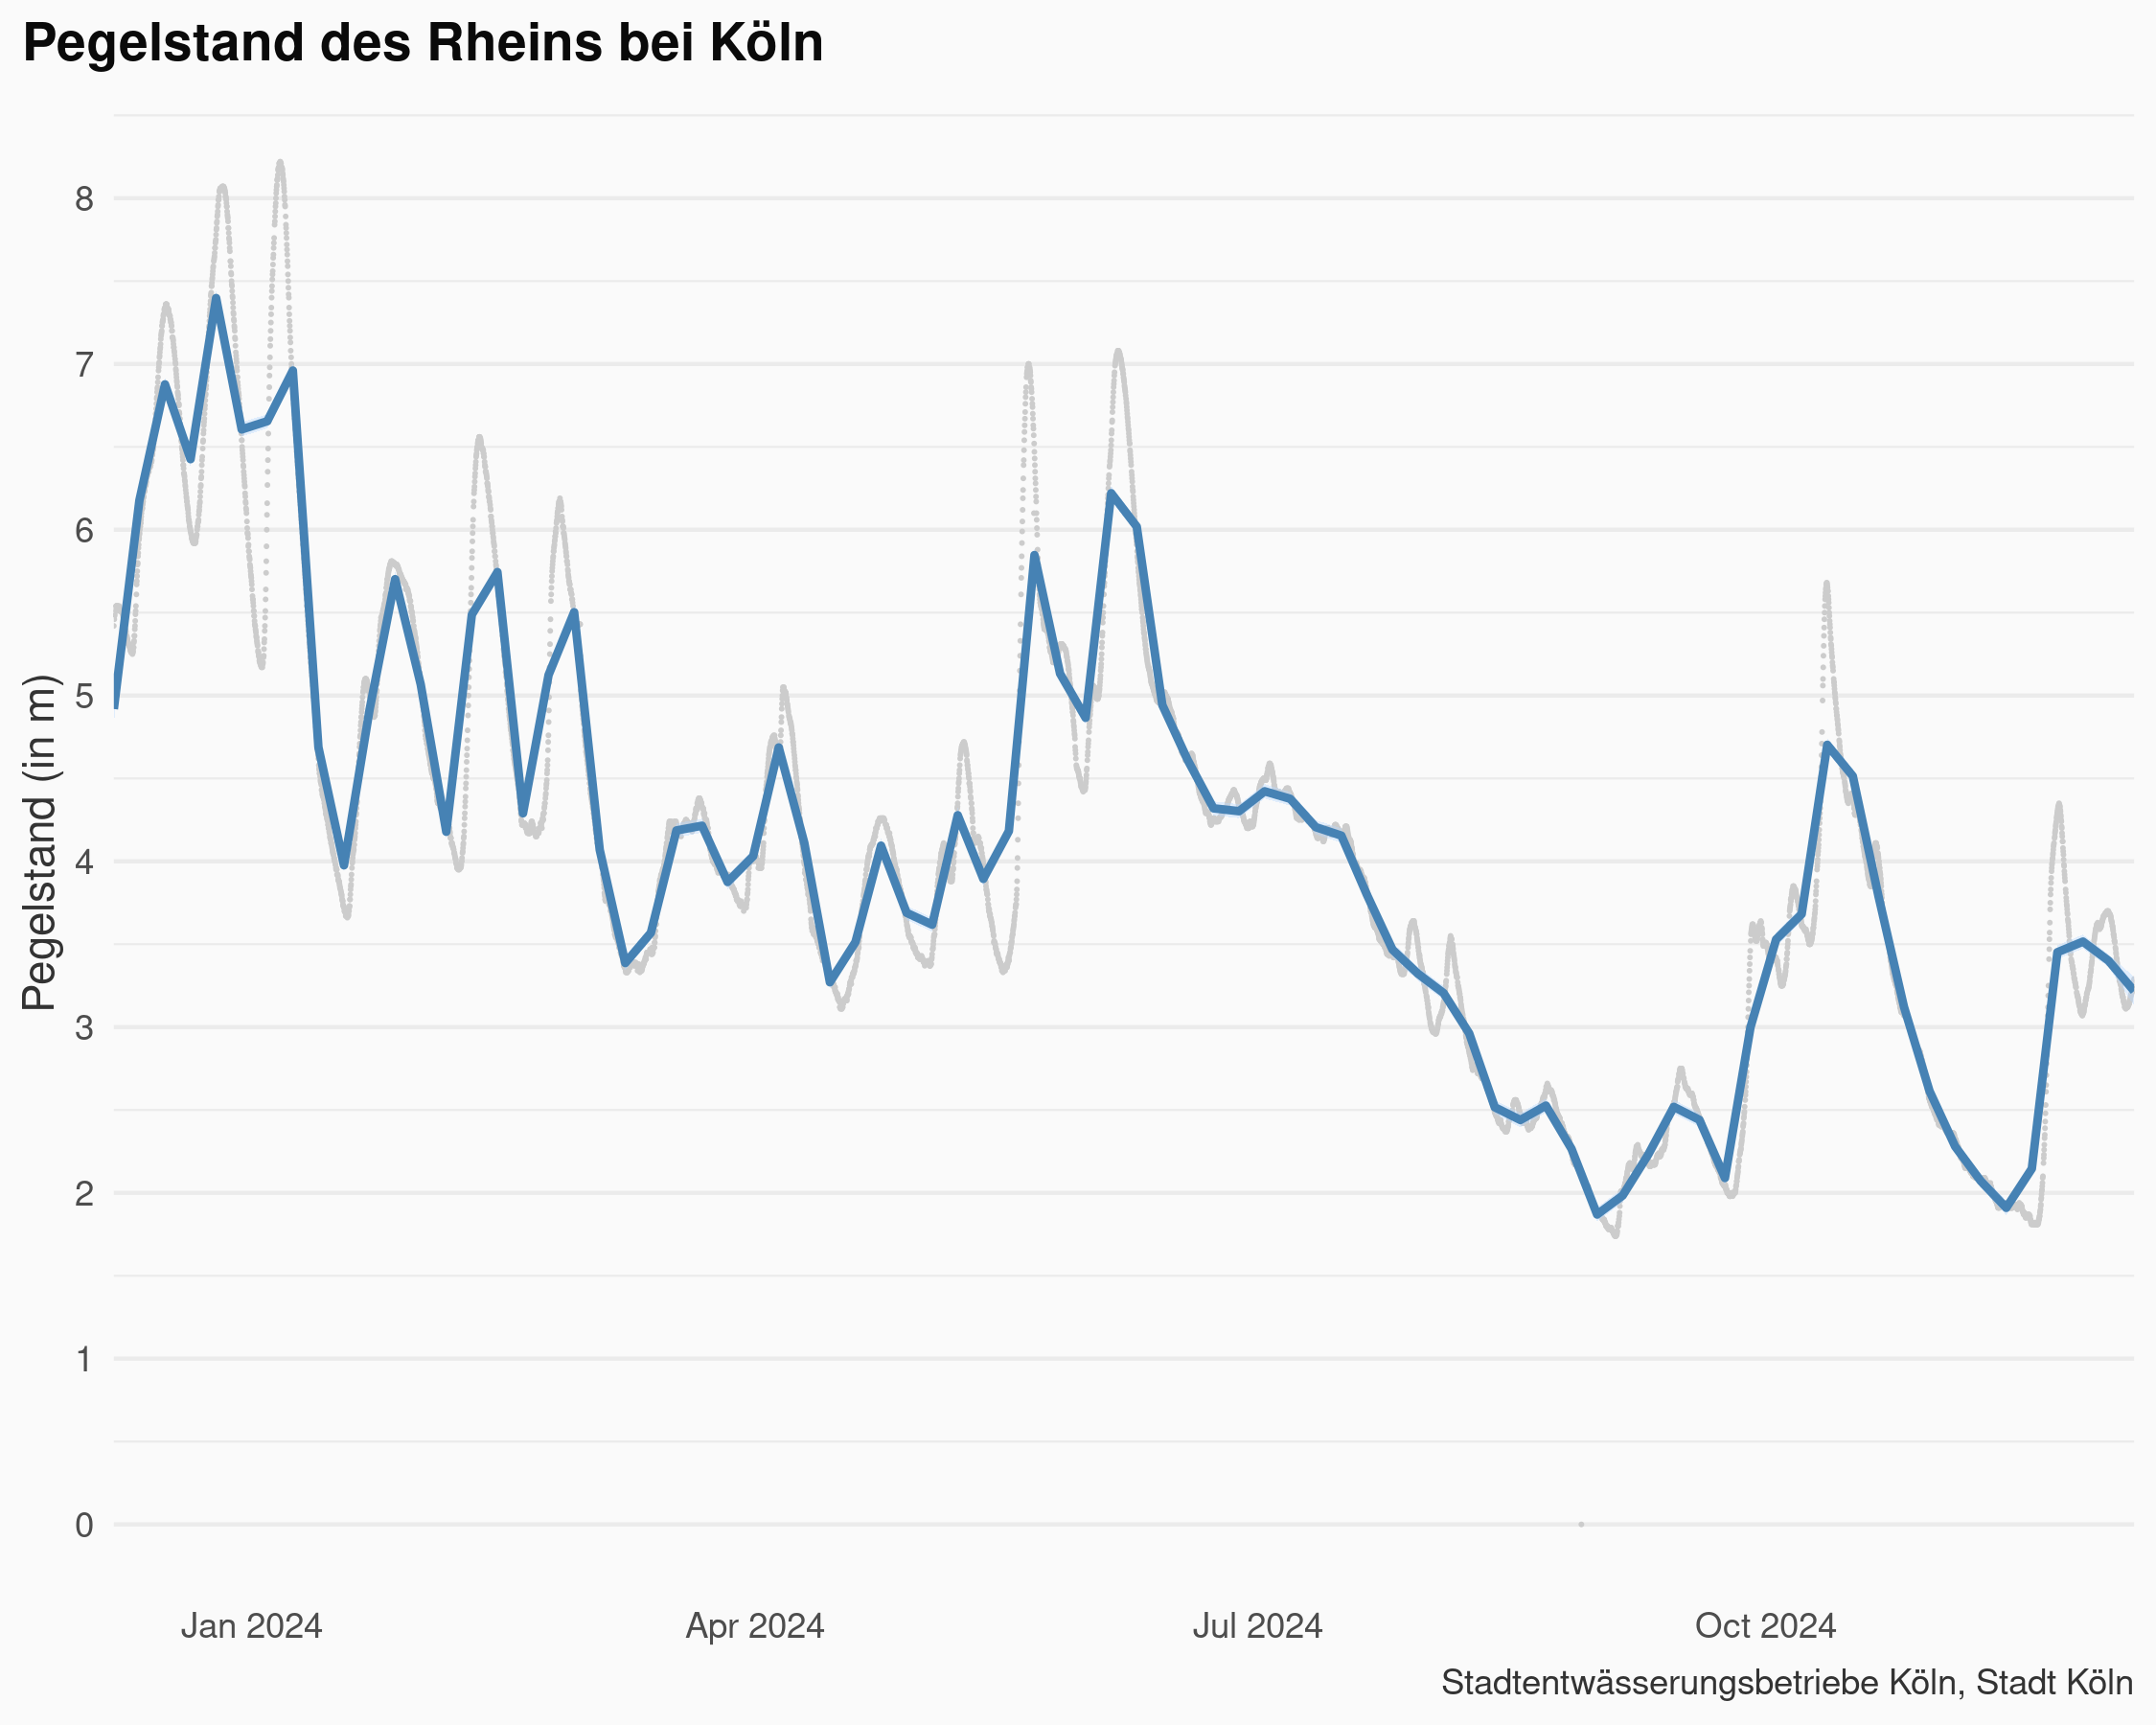 Pegelstand des Rheins bei Köln
Pegelstand (in m)
8
7
6
5
4
3
2
1
0
Jan 2024
Apr 2024
Jul 2024
Oct 2024
Stadtentwässerungsbetriebe Köln, Stadt Köln